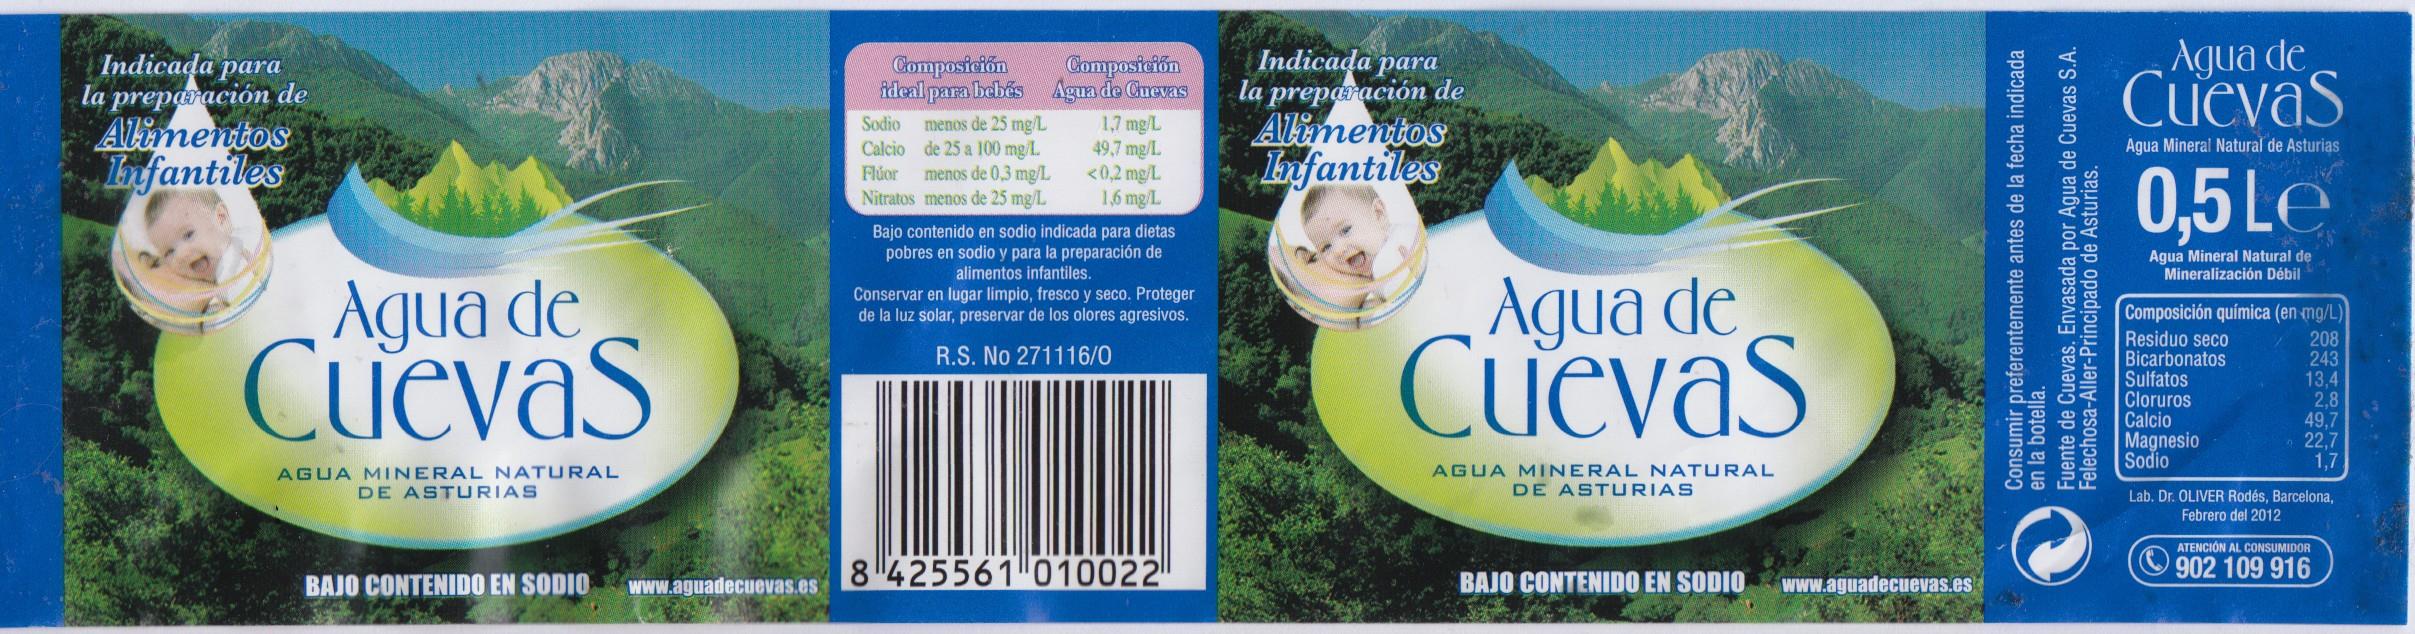 Indicada para
la preparación de
Alimentos
Infantiles
Agua de
CuevaS
AGUA MINERAL NATURAL
DE ASTURIAS
BAJO CONTENIDO EN SODIO www.aguadecuevas.es
Composición ideal para bebés Composición Agua de Cuevas
Sodio menos de 25 mg/L 1,7 mg/L
Calcio de 25 a 100 mg/L 49,7 mg/L
Flúor menos de 0,3 mg/L <0,2 mg/L
Nitratos menos de 25 mg/L 1,6 mg/L
Bajo contenido en sodio indicada para dietas
pobres en sodio y para la preparación de
alimentos infantiles.
Conservar en lugar limpio, fresco y seco. Proteger
de la luz solar, preservar de los olores agresivos.
R.S. No 271116/O
8 425561 010022
Indicada para
la preparación de
Alimentos
Infantiles
Agua de
CuevaS
AGUA MINERAL NATURAL
DE ASTURIAS
BAJO CONTENIDO EN SODIO www.aguadecuevas.es
Consumir preferentemente antes de la fecha indicada
en la botella.
Fuente de Cuevas. Envasada por Agua de Cuevas S.A.
Felechosa-Aller-Principado de Asturias.
Agua de
CuevaS
Agua Mineral Natural de Asturias
0,5 L e
Agua Mineral Natural de
Mineralización Débil
Composición química (en mg/L)
Residuo seco 208
Bicarbonatos 243
Sulfatos 13,4
Cloruros 2,8
Calcio 49,7
Magnesio 22,7
Sodio 1,7
Lab. Dr. OLIVER Rodés, Barcelona,
Febrero del 2012
ATENCIÓN AL CONSUMIDOR
902 109 916